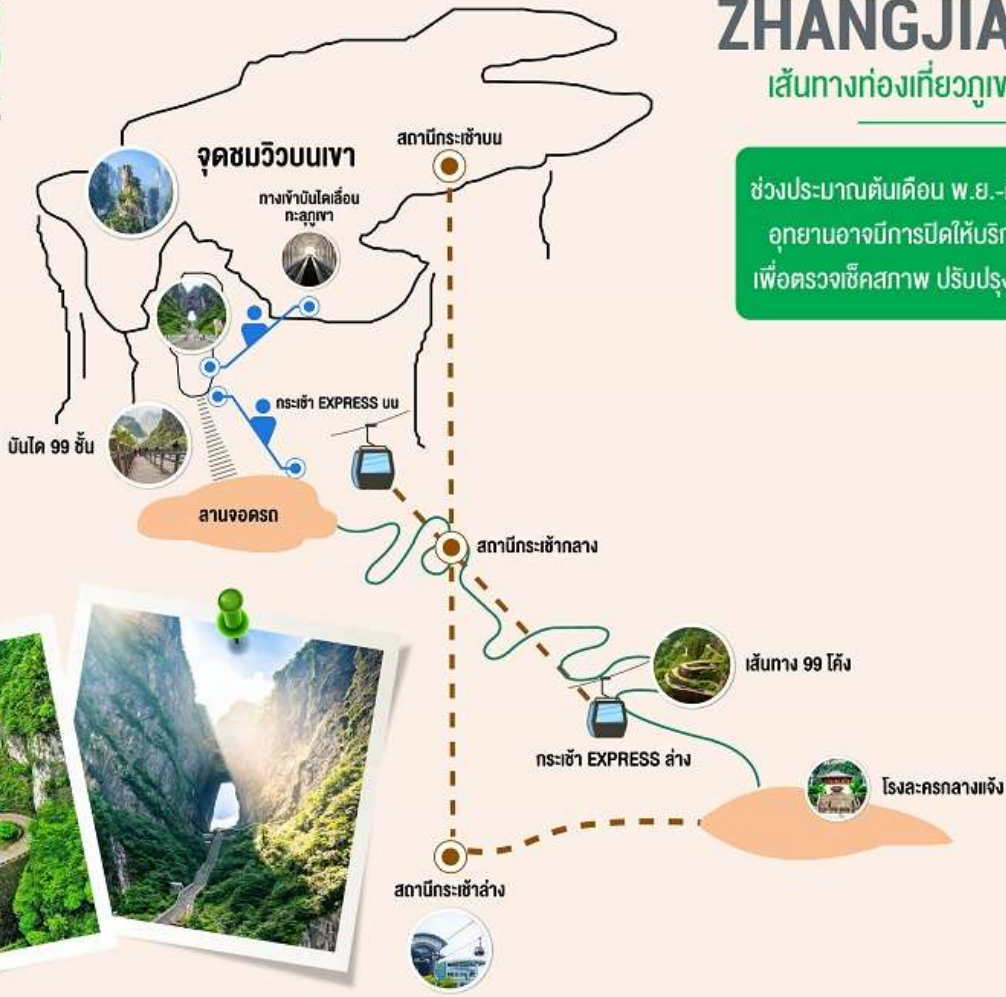 ZHANGJIA
เส้นทางท่องเที่ยวภูเข
ช่วงประมาณต้นเดือน พ.ย.-
อุทยานอาจมีการปิดให้บริก
เพื่อตรวจเช็คสภาพ ปรับปรุง
จุดชมวิวบนเขา
สถานีกระเช้าบน
ทางเข้าบันไดเลื่อน
ทะลุภูเขา
กระเช้า EXPRESS บน
บันได 99 ชั้น
ลานจอดรถ
สถานีกระเช้ากลาง
เส้นทาง 99 โค้ง
กระเช้า EXPRESS ล่าง
โรงละครกลางแจ้ง
สถานีกระเช้าล่าง